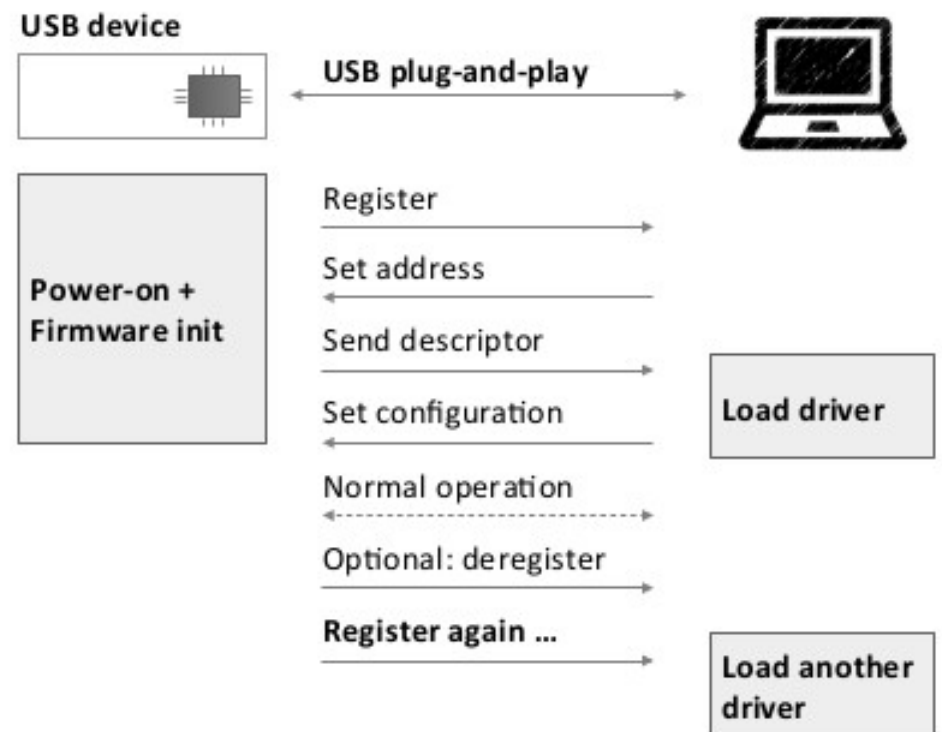 USB device
USB plug-and-play
Register
Set address
Power-on +
Firmware init
Send descriptor
Set configuration
Load driver
Normal operation
Optional: deregister
Register again …
Load another
driver